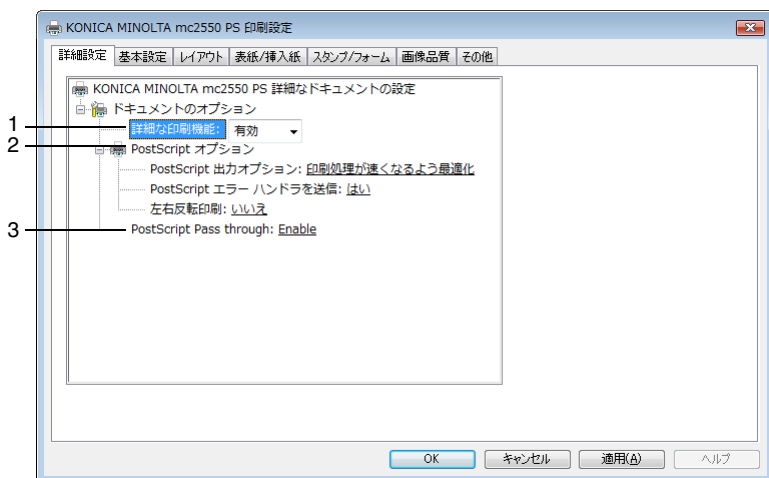 KONICA MINOLTA mc2550 PS 印刷設定
詳細設定 基本設定 レイアウト 表紙/挿入紙 スタンプ/フォーム 画像品質 その他
KONICA MINOLTA mc2550 PS 詳細なドキュメントの設定
ドキュメントのオプション
1 詳細な印刷機能: 有効
2 PostScript オプション
PostScript 出力オプション: 印刷処理が速くなるよう最適化
PostScript エラー ハンドラを送信: はい
左右反転印刷: いいえ
3 PostScript Pass through: Enable
OK キャンセル 適用(A) ヘルプ